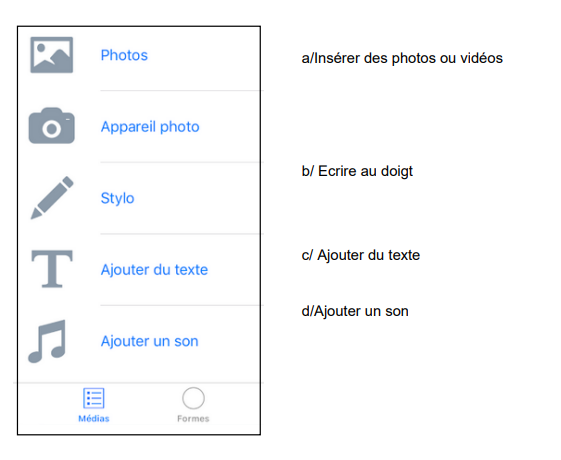 Photos
a/Insérer des photos ou vidéos
Appareil photo
b/ Ecrire au doigt
Stylo
c/ Ajouter du texte
Ajouter du texte
d/Ajouter un son
Ajouter un son
Médias
Formes